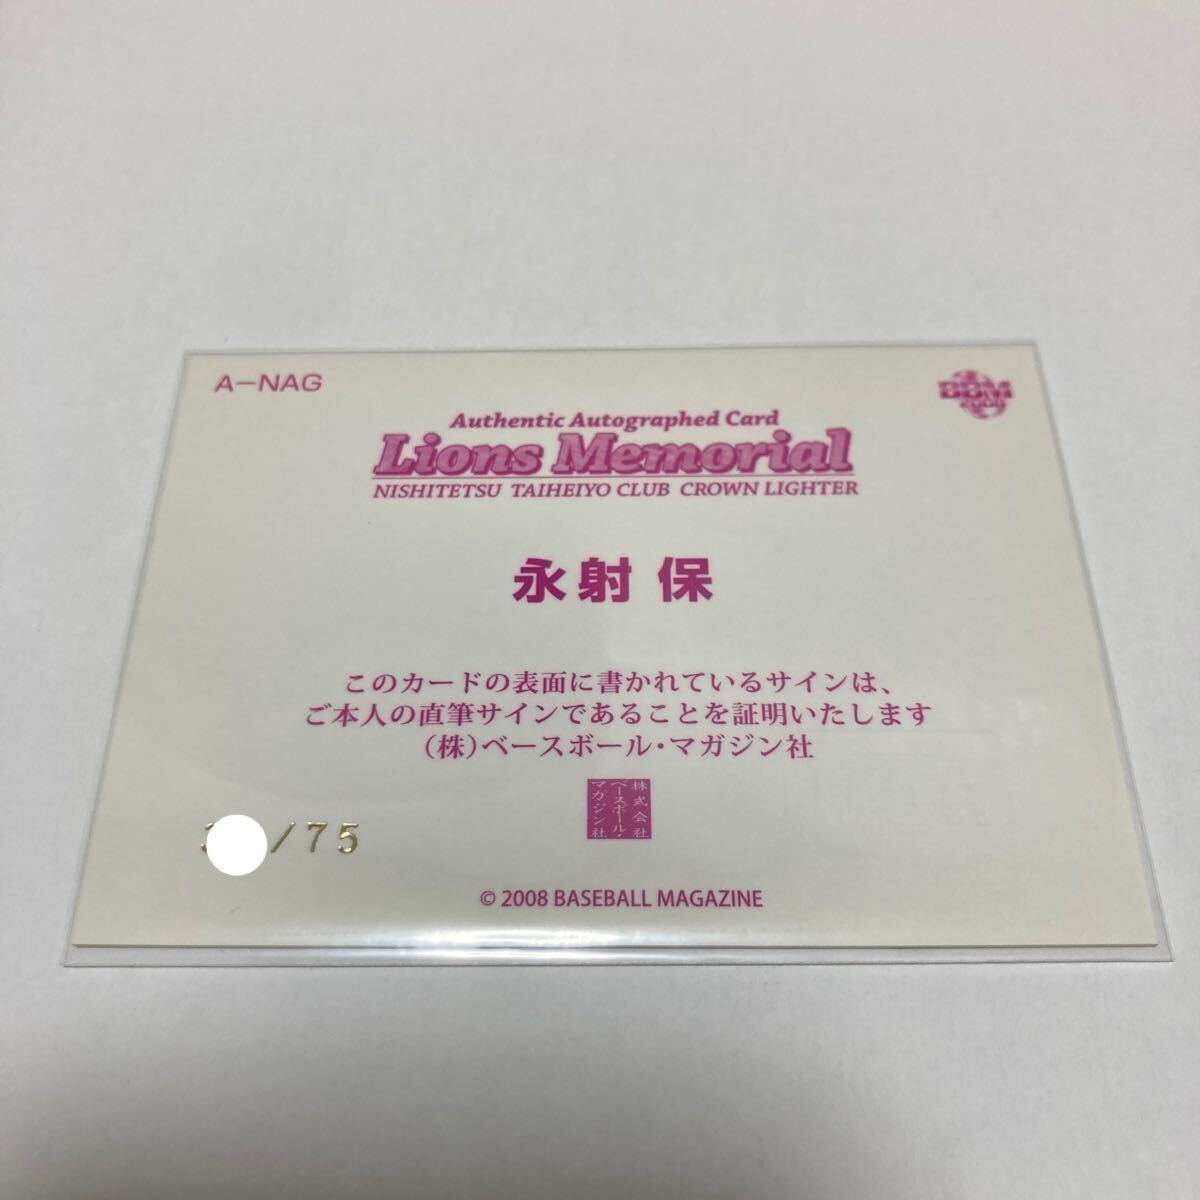 A-NAG
BBM
2008
Authentic Autographed Card
Lions Memorial
NISHITETSU TAIHEIYO CLUB CROWN LIGHTER
永射 保
このカードの表面に書かれているサインは、
ご本人の直筆サインであることを証明いたします
(株)ベースボール・マガジン社
株式会社
ベースボール・
マガジン社
/75
© 2008 BASEBALL MAGAZINE